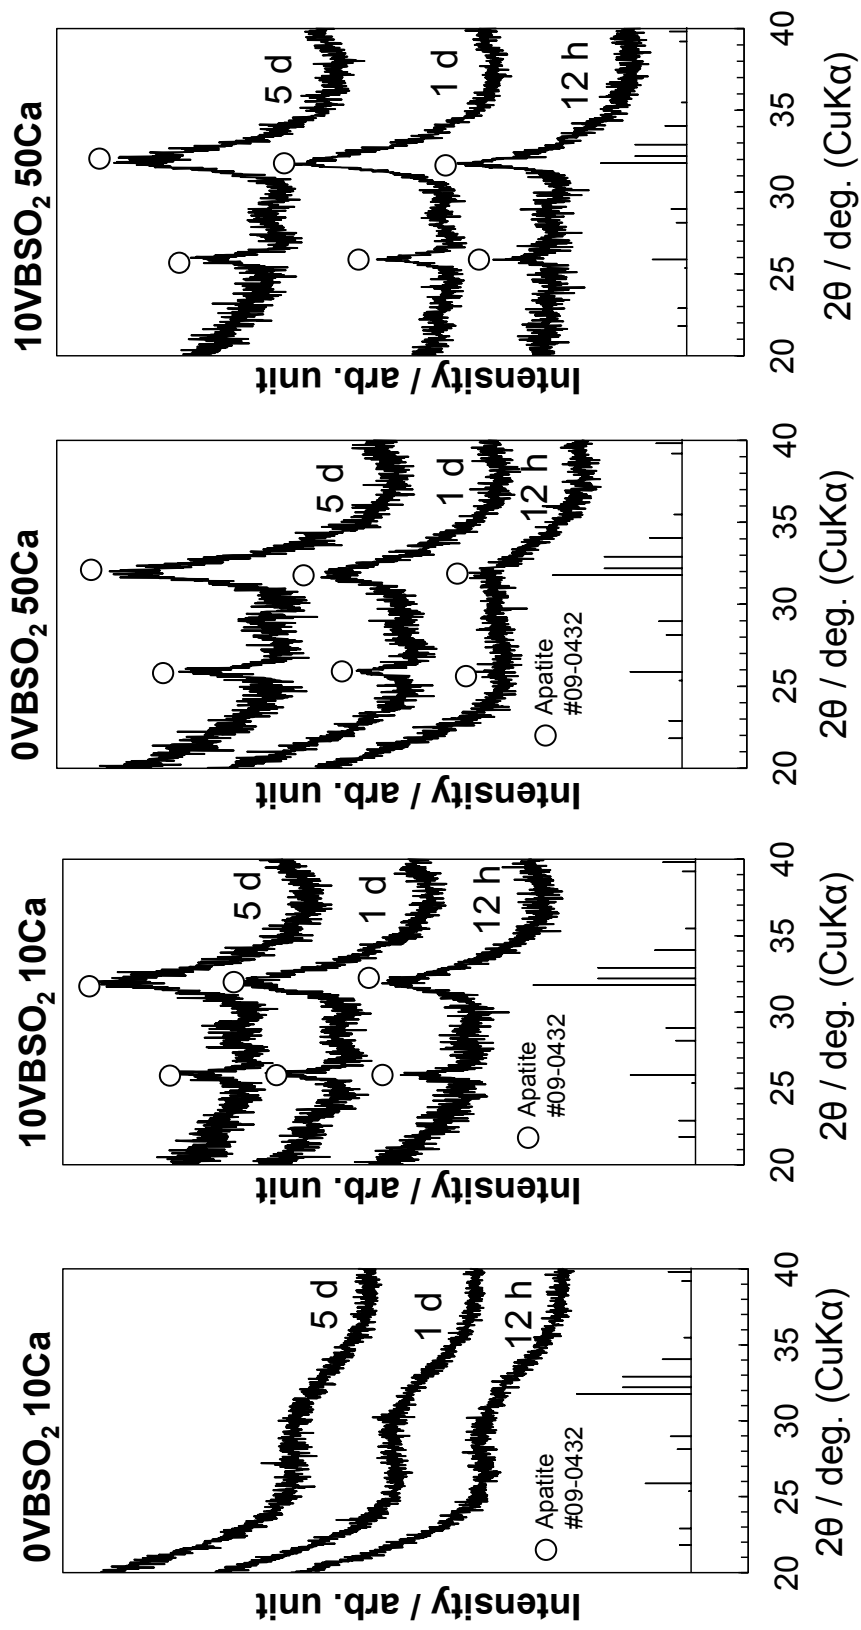 0VBSO₂ 10Ca
Intensity / arb. unit
5 d
1 d
12 h
○ Apatite
#09-0432
20 25 30 35 40
2θ / deg. (CuKα)
10VBSO₂ 10Ca
Intensity / arb. unit
5 d
1 d
12 h
○ Apatite
#09-0432
20 25 30 35 40
2θ / deg. (CuKα)
0VBSO₂ 50Ca
Intensity / arb. unit
5 d
1 d
12 h
○ Apatite
#09-0432
20 25 30 35 40
2θ / deg. (CuKα)
10VBSO₂ 50Ca
Intensity / arb. unit
5 d
1 d
12 h
20 25 30 35 40
2θ / deg. (CuKα)